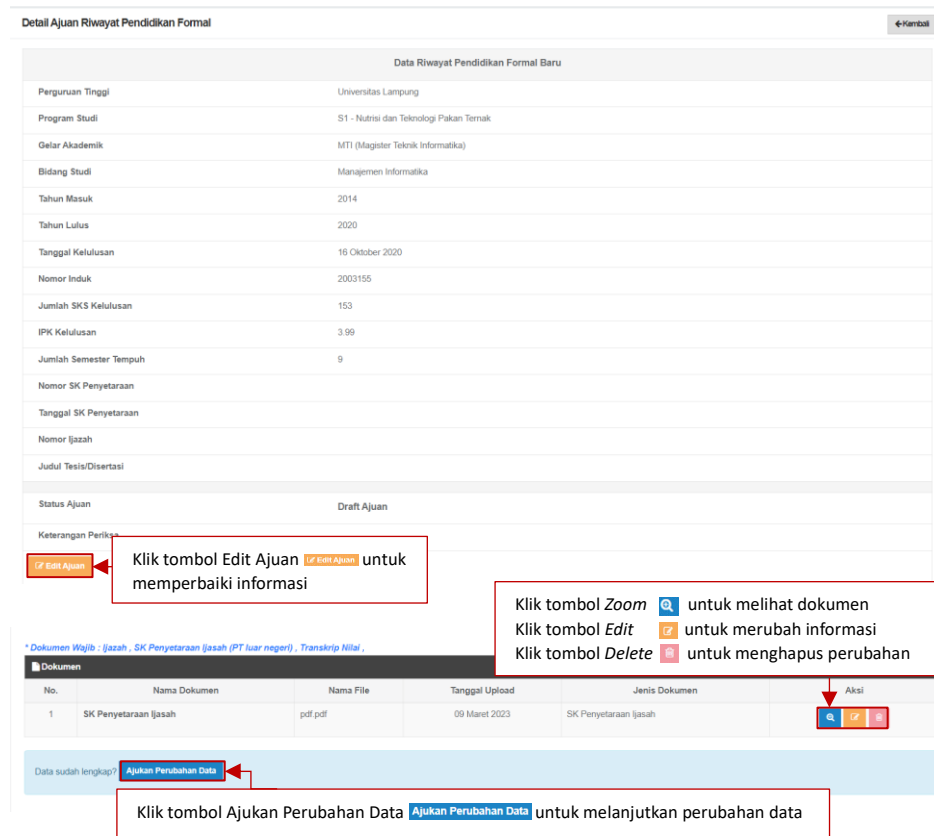 Detail Ajuan Riwayat Pendidikan Formal
Kembali
Data Riwayat Pendidikan Formal Baru
Perguruan Tinggi Universitas Lampung
Program Studi S1 - Nutrisi dan Teknologi Pakan Ternak
Gelar Akademik MTI (Magister Teknik Informatika)
Bidang Studi Manajemen Informatika
Tahun Masuk 2014
Tahun Lulus 2020
Tanggal Kelulusan 16 Oktober 2020
Nomor Induk 2003155
Jumlah SKS Kelulusan 153
IPK Kelulusan 3.99
Jumlah Semester Tempuh 9
Nomor SK Penyetaraan
Tanggal SK Penyetaraan
Nomor Ijazah
Judul Tesis/Disertasi
Status Ajuan Draft Ajuan
Keterangan Periksa
Edit Ajuan
Klik tombol Edit Ajuan Edit Ajuan untuk
memperbaiki informasi
Klik tombol Zoom untuk melihat dokumen
Klik tombol Edit untuk merubah informasi
Klik tombol Delete untuk menghapus perubahan
* Dokumen Wajib : Ijazah , SK Penyetaraan Ijasah (PT luar negeri) , Transkrip Nilai ,
Dokumen
No. Nama Dokumen Nama File Tanggal Upload Jenis Dokumen Aksi
1 SK Penyetaraan Ijasah pdf.pdf 09 Maret 2023 SK Penyetaraan Ijasah
Data sudah lengkap? Ajukan Perubahan Data
Klik tombol Ajukan Perubahan Data Ajukan Perubahan Data untuk melanjutkan perubahan data